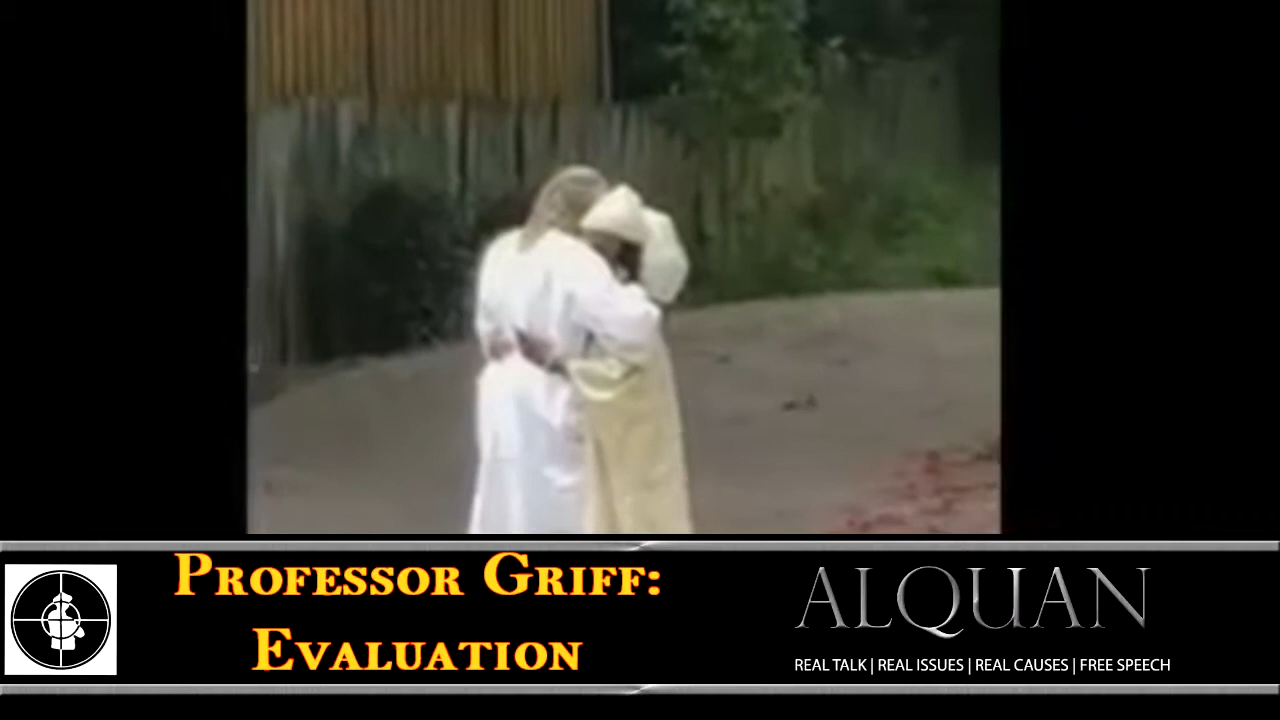 PROFESSOR GRIFF:
EVALUATION
ALQUAN
REAL TALK | REAL ISSUES | REAL CAUSES | FREE SPEECH